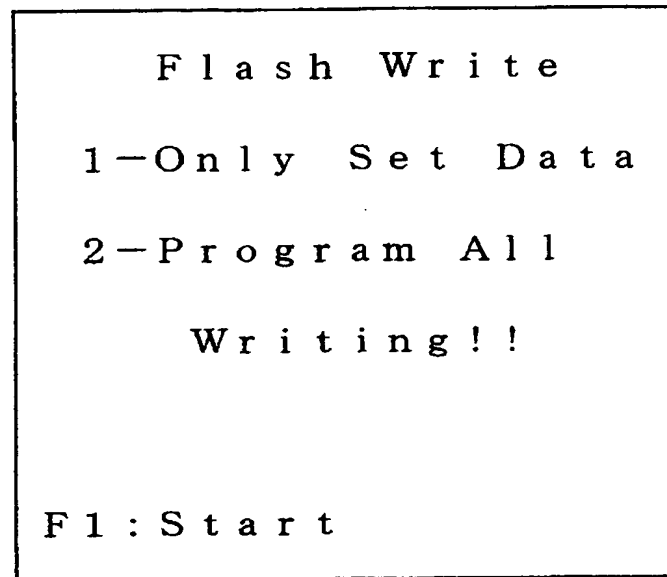 Flash Write
1-Only Set Data
2-Program All
Writing!!
F1:Start